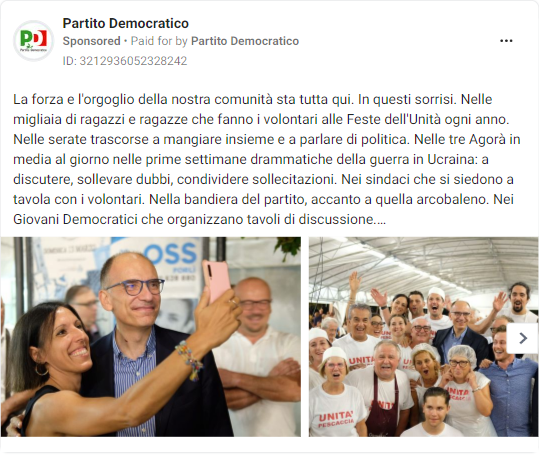 Partito Democratico
Sponsored • Paid for by Partito Democratico
ID: 3212936052328242
La forza e l'orgoglio della nostra comunità sta tutta qui. In questi sorrisi. Nelle
migliaia di ragazzi e ragazze che fanno i volontari alle Feste dell'Unità ogni anno.
Nelle serate trascorse a mangiare insieme e a parlare di politica. Nelle tre Agorà in
media al giorno nelle prime settimane drammatiche della guerra in Ucraina: a
discutere, sollevare dubbi, condividere sollecitazioni. Nei sindaci che si siedono a
tavola con i volontari. Nella bandiera del partito, accanto a quella arcobaleno. Nei
Giovani Democratici che organizzano tavoli di discussione....
PD
Partito Democratico
OSS
UNITA'
UNITA'
PESCACCIA
UNITA'